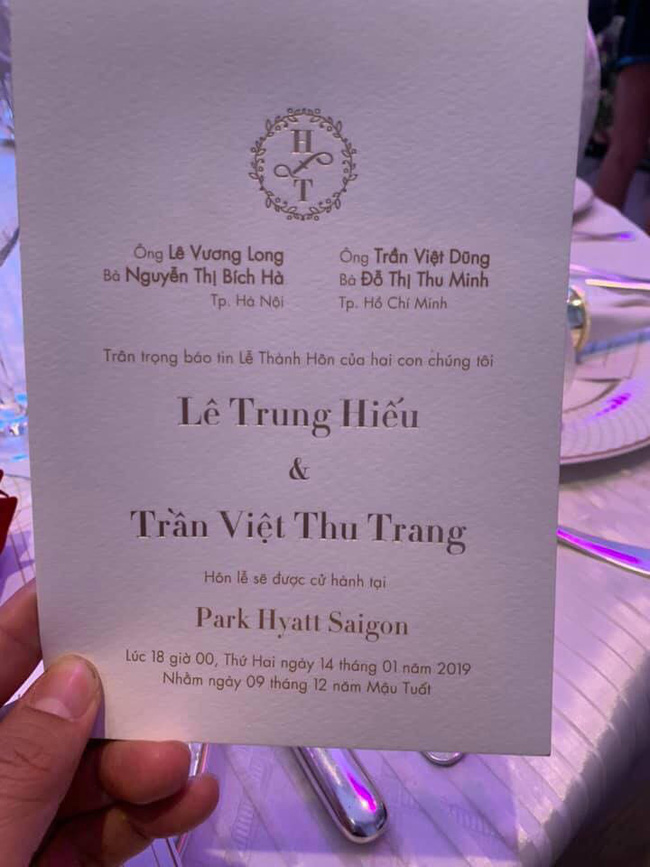 H
T
Ông Lê Vương Long
Bà Nguyễn Thị Bích Hà
Tp. Hà Nội
Ông Trần Việt Dũng
Bà Đỗ Thị Thu Minh
Tp. Hồ Chí Minh
Trân trọng báo tin Lễ Thành Hôn của hai con chúng tôi
Lê Trung Hiếu
&
Trần Việt Thu Trang
Hôn lễ sẽ được cử hành tại
Park Hyatt Saigon
Lúc 18 giờ 00, Thứ Hai ngày 14 tháng 01 năm 2019
Nhằm ngày 09 tháng 12 năm Mậu Tuất